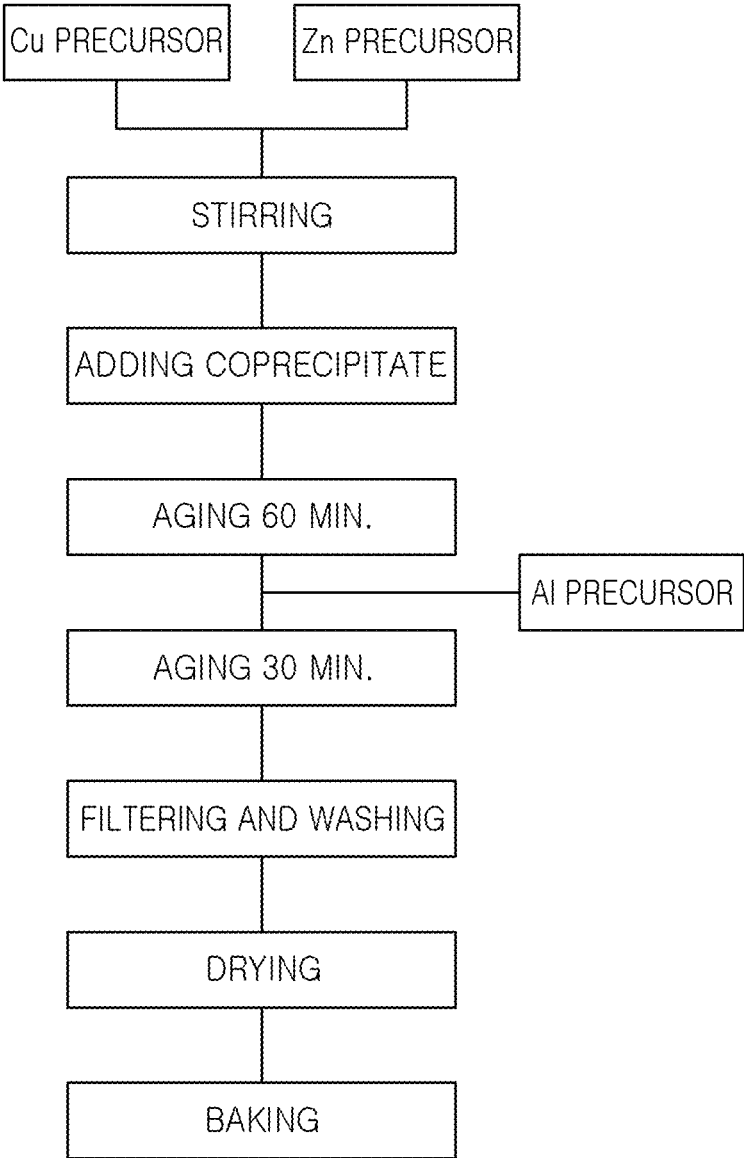 Cu PRECURSOR
Zn PRECURSOR
STIRRING
ADDING COPRECIPITATE
AGING 60 MIN.
Al PRECURSOR
AGING 30 MIN.
FILTERING AND WASHING
DRYING
BAKING